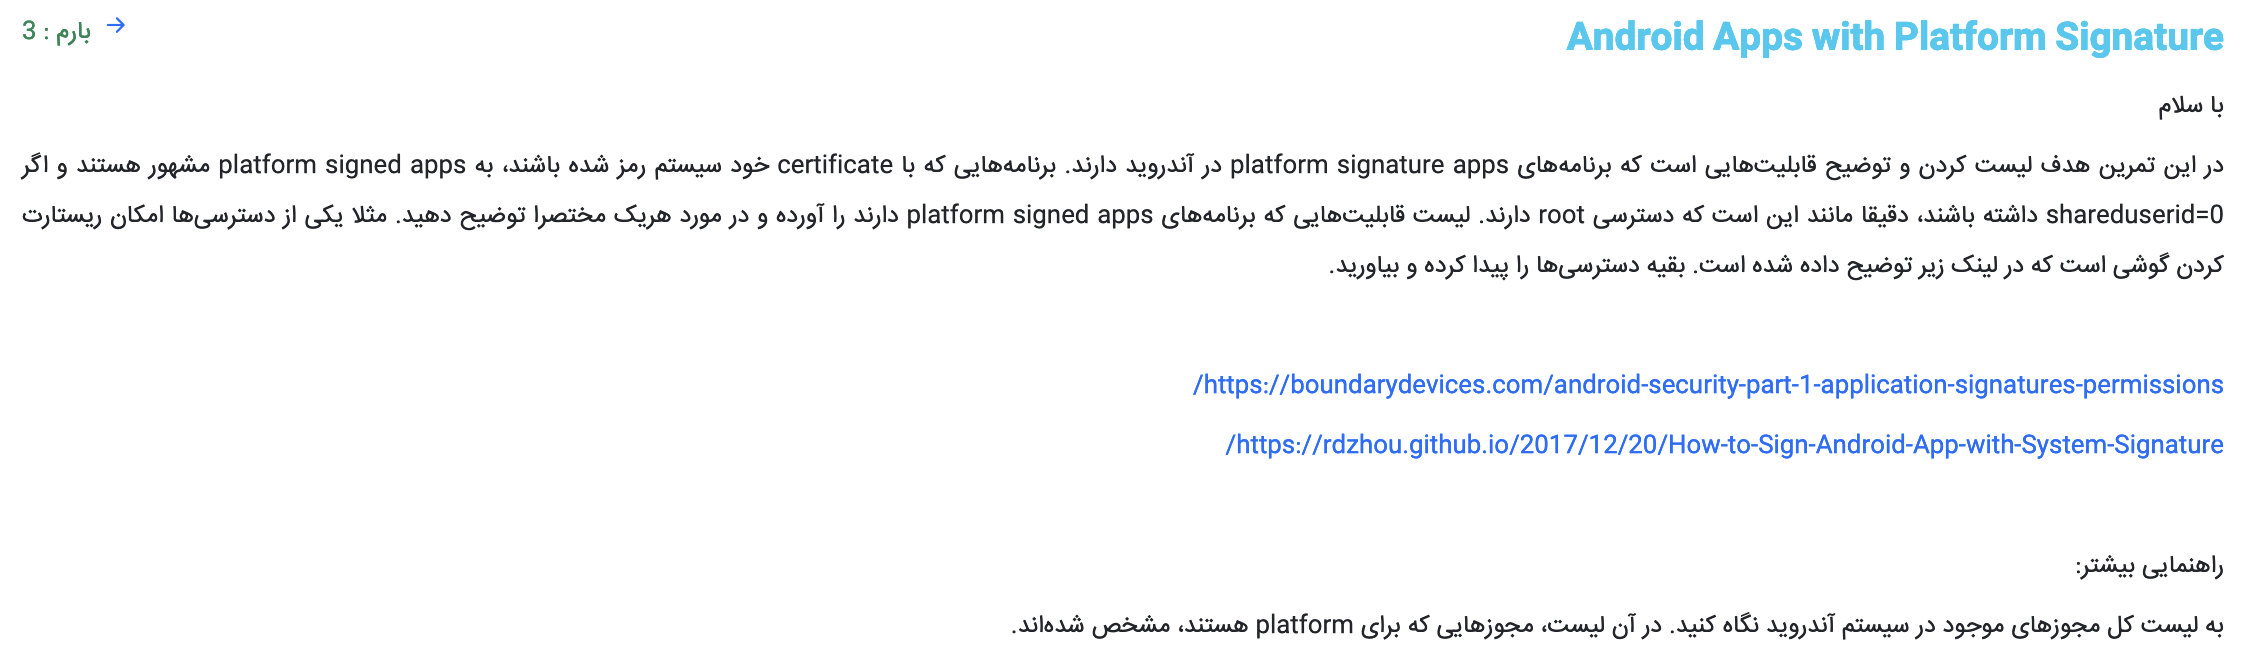 Android Apps with Platform Signature
بارم : 3 →
با سلام
در این تمرین هدف لیست کردن و توضیح قابلیت‌هایی است که برنامه‌های platform signature apps در آندروید دارند. برنامه‌هایی که با certificate خود سیستم رمز شده باشند، به platform signed apps مشهور هستند و اگر
shareduserid=0 داشته باشند، دقیقا مانند این است که دسترسی root دارند. لیست قابلیت‌هایی که برنامه‌های platform signed apps دارند را آورده و در مورد هریک مختصرا توضیح دهید. مثلا یکی از دسترسی‌ها امکان ریستارت
کردن گوشی است که در لینک زیر توضیح داده شده است. بقیه دسترسی‌ها را پیدا کرده و بیاورید.
https://boundarydevices.com/android-security-part-1-application-signatures-permissions/
https://rdzhou.github.io/2017/12/20/How-to-Sign-Android-App-with-System-Signature/
راهنمایی بیشتر:
به لیست کل مجوزهای موجود در سیستم آندروید نگاه کنید. در آن لیست، مجوزهایی که برای platform هستند، مشخص شده‌اند.